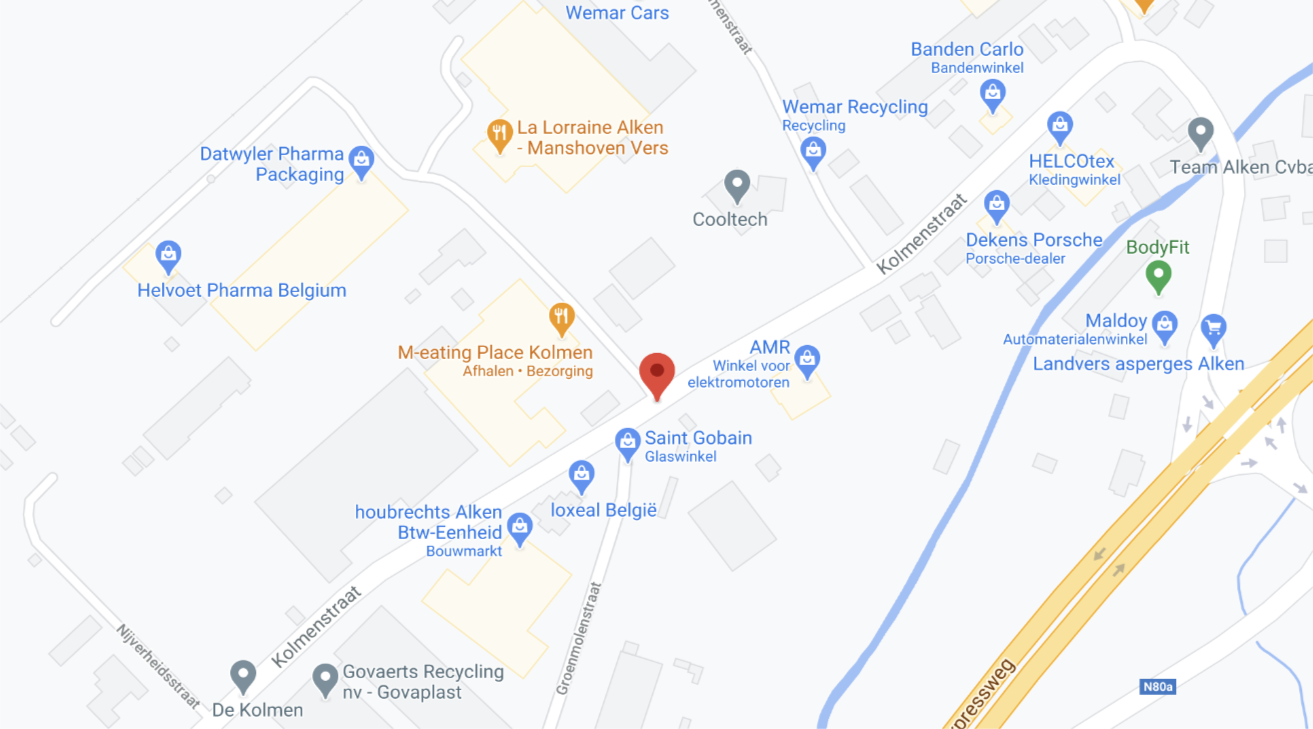 Wemar Cars
nstraat
Banden Carlo
Bandenwinkel
Wemar Recycling
Recycling
La Lorraine Alken
- Manshoven Vers
Datwyler Pharma
Packaging
HELCOtex
Kledingwinkel
Team Alken Cvba
Cooltech
Kolmenstraat
Dekens Porsche
Porsche-dealer
BodyFit
Helvoet Pharma Belgium
Maldoy
Automaterialenwinkel
Landvers asperges Alken
M-eating Place Kolmen
Afhalen • Bezorging
AMR
Winkel voor
elektromotoren
Saint Gobain
Glaswinkel
loxeal België
houbrechts Alken
Btw-Eenheid
Bouwmarkt
Kolmenstraat
Groenmolenstraat
Nijverheidsstraat
De Kolmen
Govaerts Recycling
nv - Govaplast
N80a
pressweg